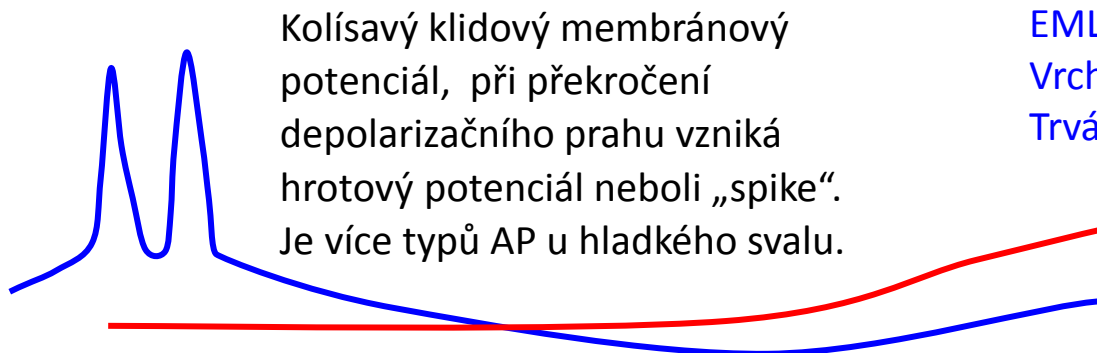 Kolísavý klidový membránový
potenciál, při překročení
depolarizačního prahu vzniká
hrotový potenciál neboli „spike“.
Je více typů AP u hladkého svalu.